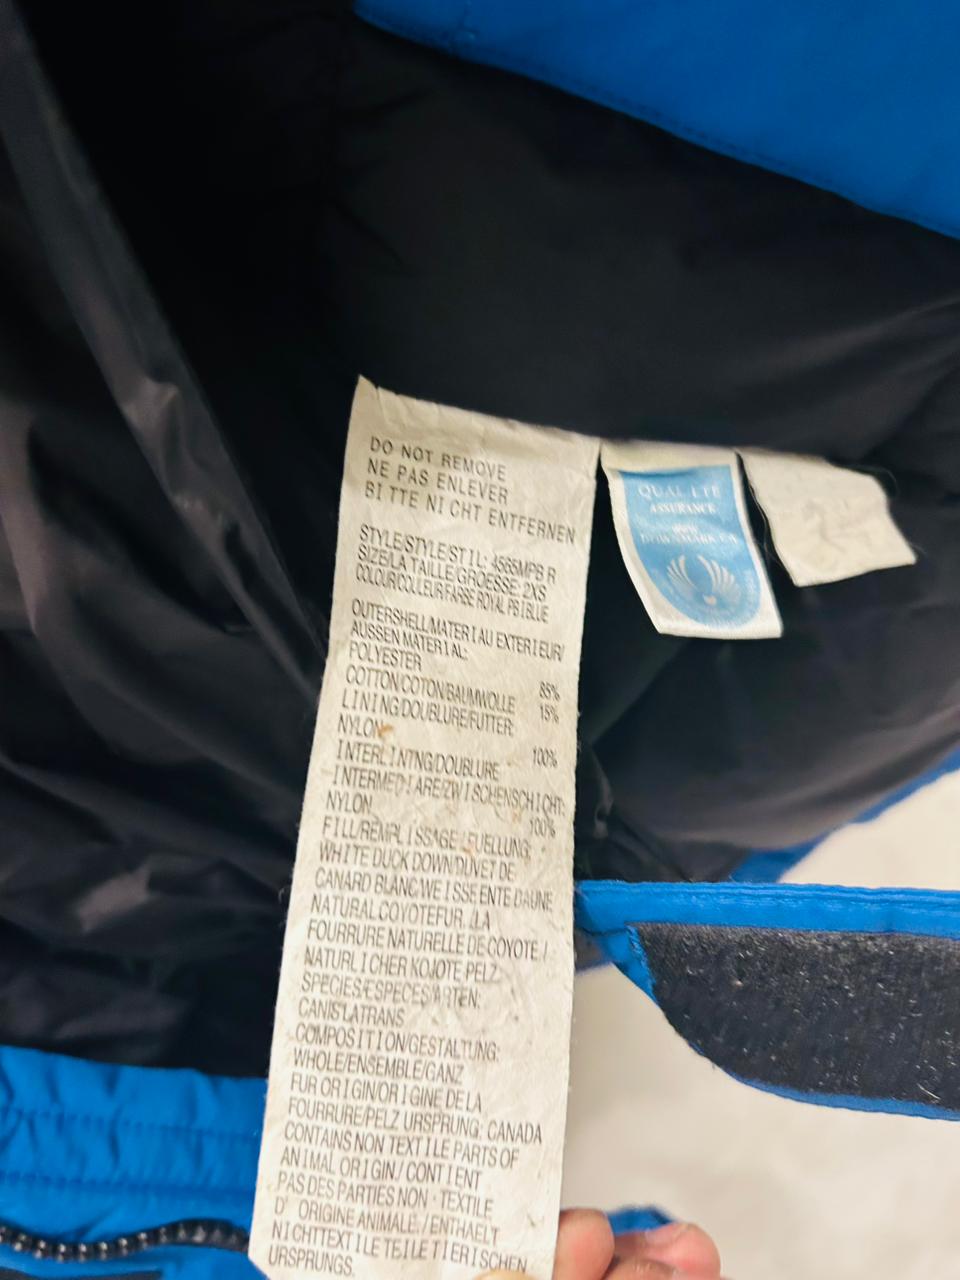 DO NOT REMOVE
NE PAS ENLEVER
BITTE NICHT ENTFERNEN
STYLE/STYLE/STIL: 4565MPB R
SIZE/LA TAILLE/GROESSE: 2XS
COLOUR/COULEUR/FARBE ROYAL PBI BLUE
OUTERSHELL/MATERIAU EXTERIEUR/
AUSSEN MATERIAL:
POLYESTER 85%
COTTON/COTON/BAUMWOLLE 15%
LINING/DOUBLURE/FUTTER:
NYLON 100%
INTERLINTNG/DOUBLURE
INTERMEDIARE/ZWISCHENSCHICHT:
NYLON 100%
FILL/REMPLISSAGE/FUELLUNG:
WHITE DUCK DOWN/DUVET DE
CANARD BLANC/WEISSE ENTE DAUNE
NATURAL COYOTE FUR./LA
FOURRURE NATURELLE DE COYOTE /
NATURLICHER KOJOTE PELZ
SPECIES/ESPECES/ARTEN:
CANIS LATRANS
COMPOSITION/GESTALTUNG:
WHOLE/ENSEMBLE/GANZ
FUR ORIGIN/ORIGINE DE LA
FOURRURE/PELZ URSPRUNG: CANADA
CONTAINS NON TEXTILE PARTS OF
ANIMAL ORIGIN/CONTIENT
PAS DES PARTIES NON-TEXTILE
D' ORIGINE ANIMALE./ENTHAELT
NICHTTEXTILE TEILE TIERISCHEN
URSPRUNGS.
QUALITE
ASSURANCE
www.
DOWNMARK.CA